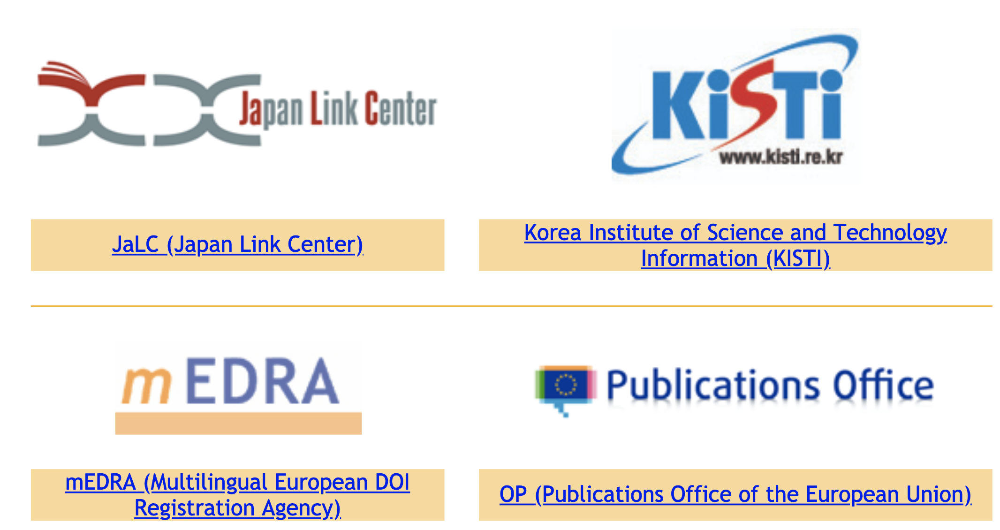 Japan Link Center
KiSTi
www.kisti.re.kr
JaLC (Japan Link Center)
Korea Institute of Science and Technology
Information (KISTI)
mEDRA
Publications Office
mEDRA (Multilingual European DOI
Registration Agency)
OP (Publications Office of the European Union)